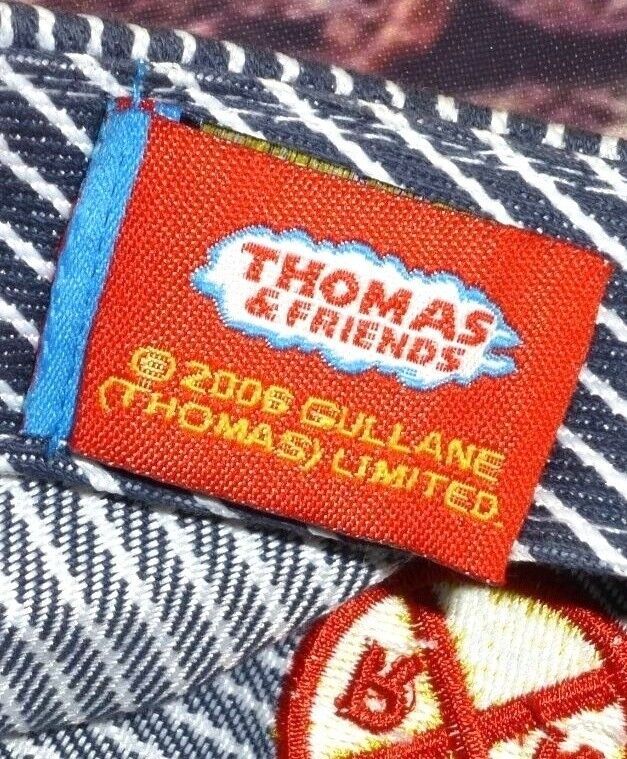 THOMAS
& FRIENDS
© 2006 GULLANE
(THOMAS) LIMITED.
R